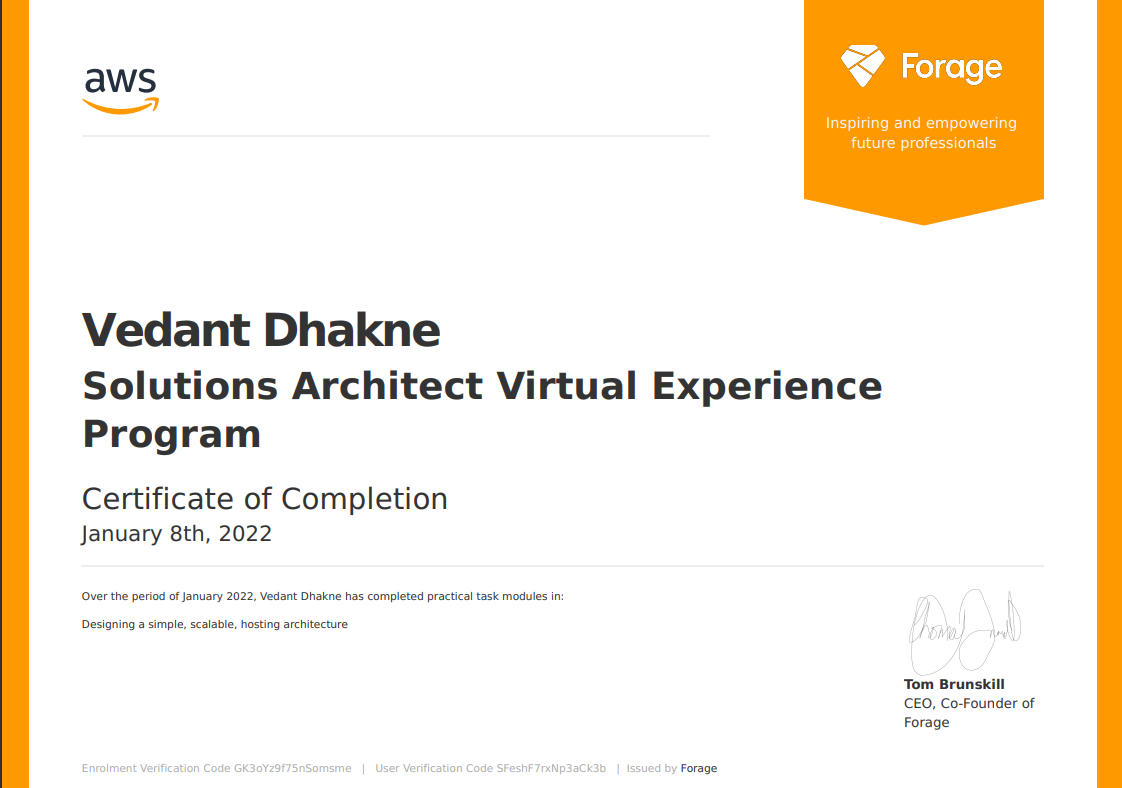 aws
Forage
Inspiring and empowering
future professionals
Vedant Dhakne
Solutions Architect Virtual Experience
Program
Certificate of Completion
January 8th, 2022
Over the period of January 2022, Vedant Dhakne has completed practical task modules in:
Designing a simple, scalable, hosting architecture
Tom Brunskill
CEO, Co-Founder of
Forage
Enrolment Verification Code GK3oYz9f75nSomsme | User Verification Code SFeshF7rxNp3aCk3b | Issued by Forage